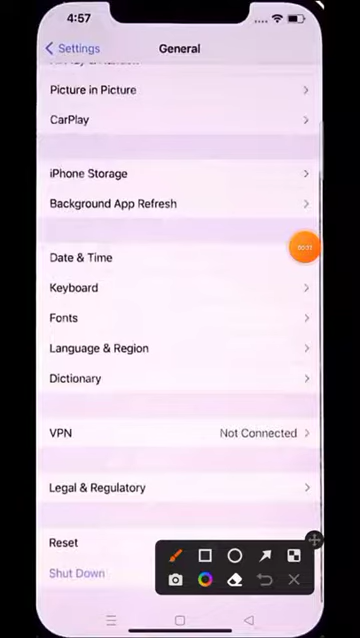 4:57
Settings
General
Picture in Picture
CarPlay
iPhone Storage
Background App Refresh
Date & Time
Keyboard
Fonts
Language & Region
Dictionary
VPN
Not Connected
Legal & Regulatory
Reset
Shut Down